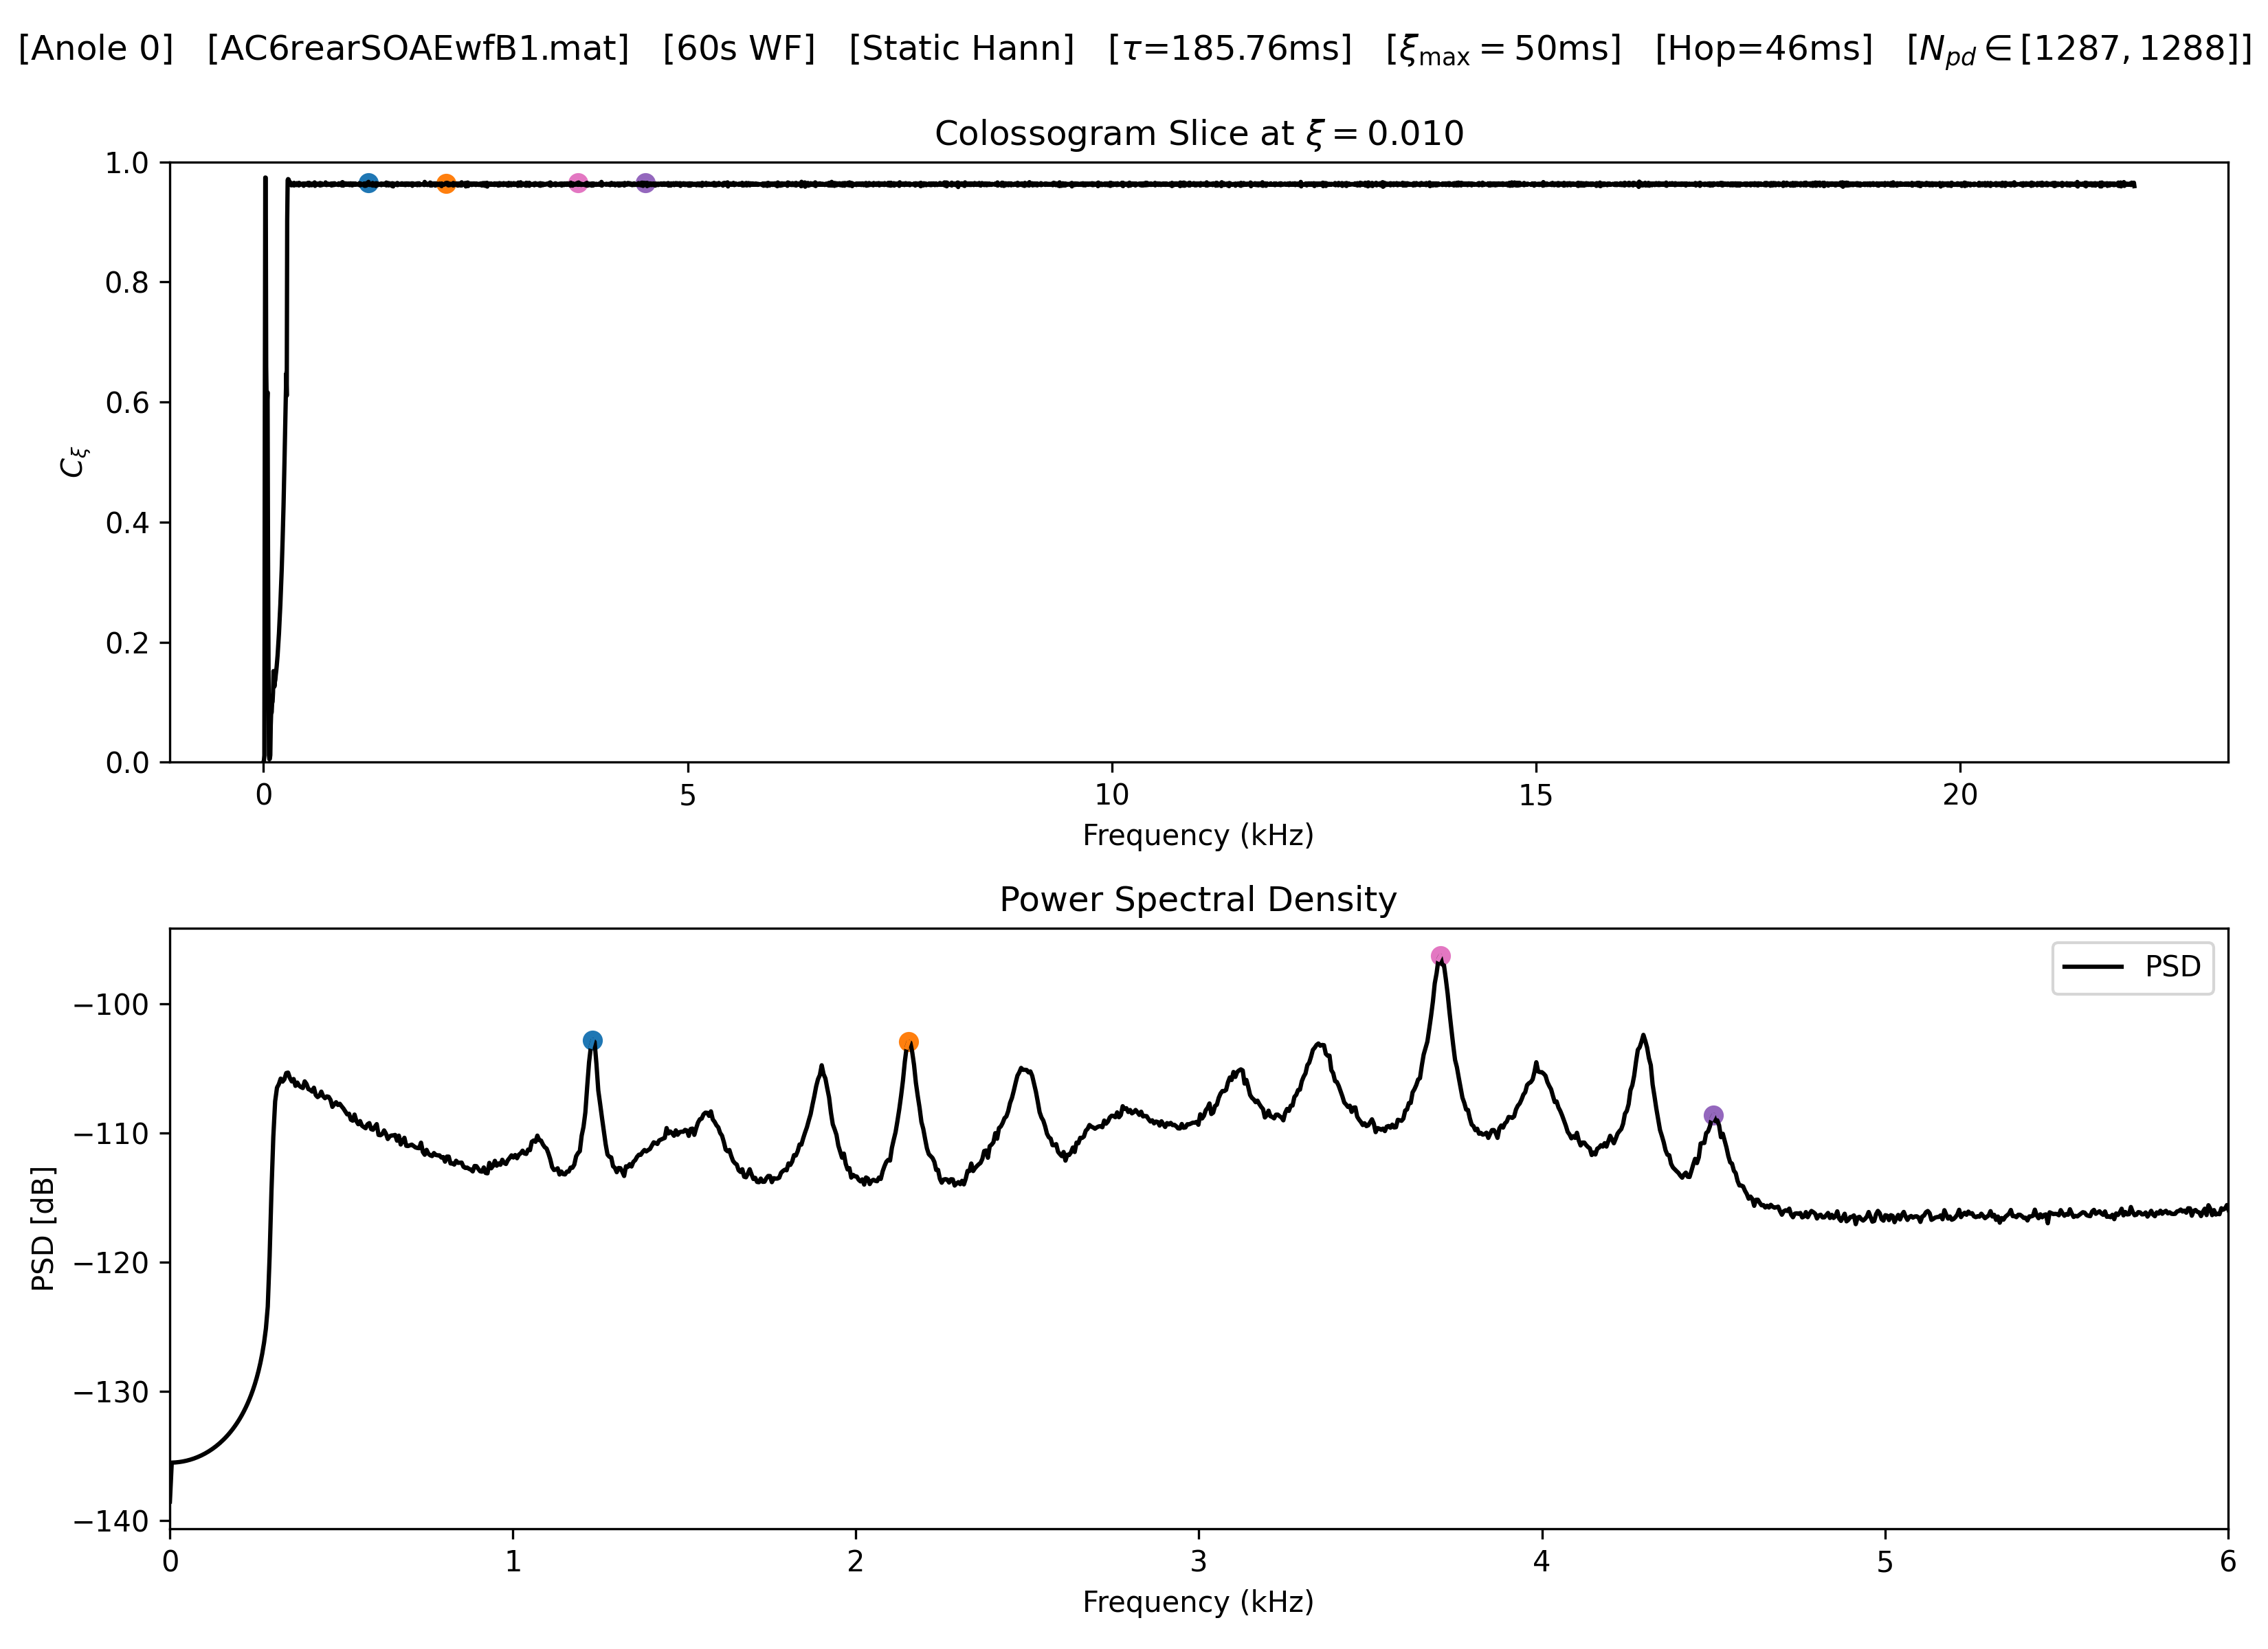 [Anole 0] [AC6rearSOAEwfB1.mat] [60s WF] [Static Hann] [τ=185.76ms] [ξmax = 50ms] [Hop=46ms] [Npd ∈ [1287, 1288]]
Colossogram Slice at ξ = 0.010
1.0
0.8
0.6
0.4
0.2
0.0
Cξ
0 5 10 15 20
Frequency (kHz)
Power Spectral Density
PSD
−100
−110
−120
−130
−140
PSD [dB]
0 1 2 3 4 5 6
Frequency (kHz)